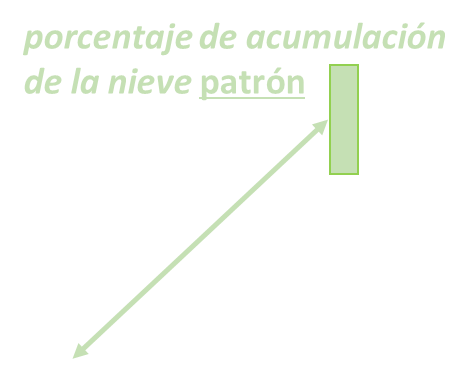 porcentaje de acumulación
de la nieve patrón